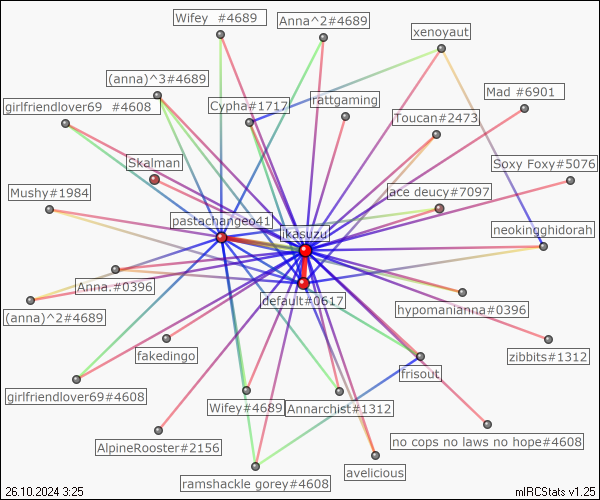 Wifey  #4689
Anna^2#4689
xenoyaut
(anna)^3#4689
Mad #6901
girlfriendlover69  #4608
Cypha#1717
rattgaming
Toucan#2473
Skalman
Soxy Foxy#5076
Mushy#1984
ace deucy#7097
pastachangeo41
jkasuzu
neokingghidorah
Anna.#0396
default#0617
hypomanianna#0396
(anna)^2#4689
fakedingo
zibbits#1312
frisout
girlfriendlover69#4608
Wifey#4689
Annarchist#1312
AlpineRooster#2156
no cops no laws no hope#4608
avelicious
ramshackle gorey#4608
26.10.2024 3:25
mIRCStats v1.25